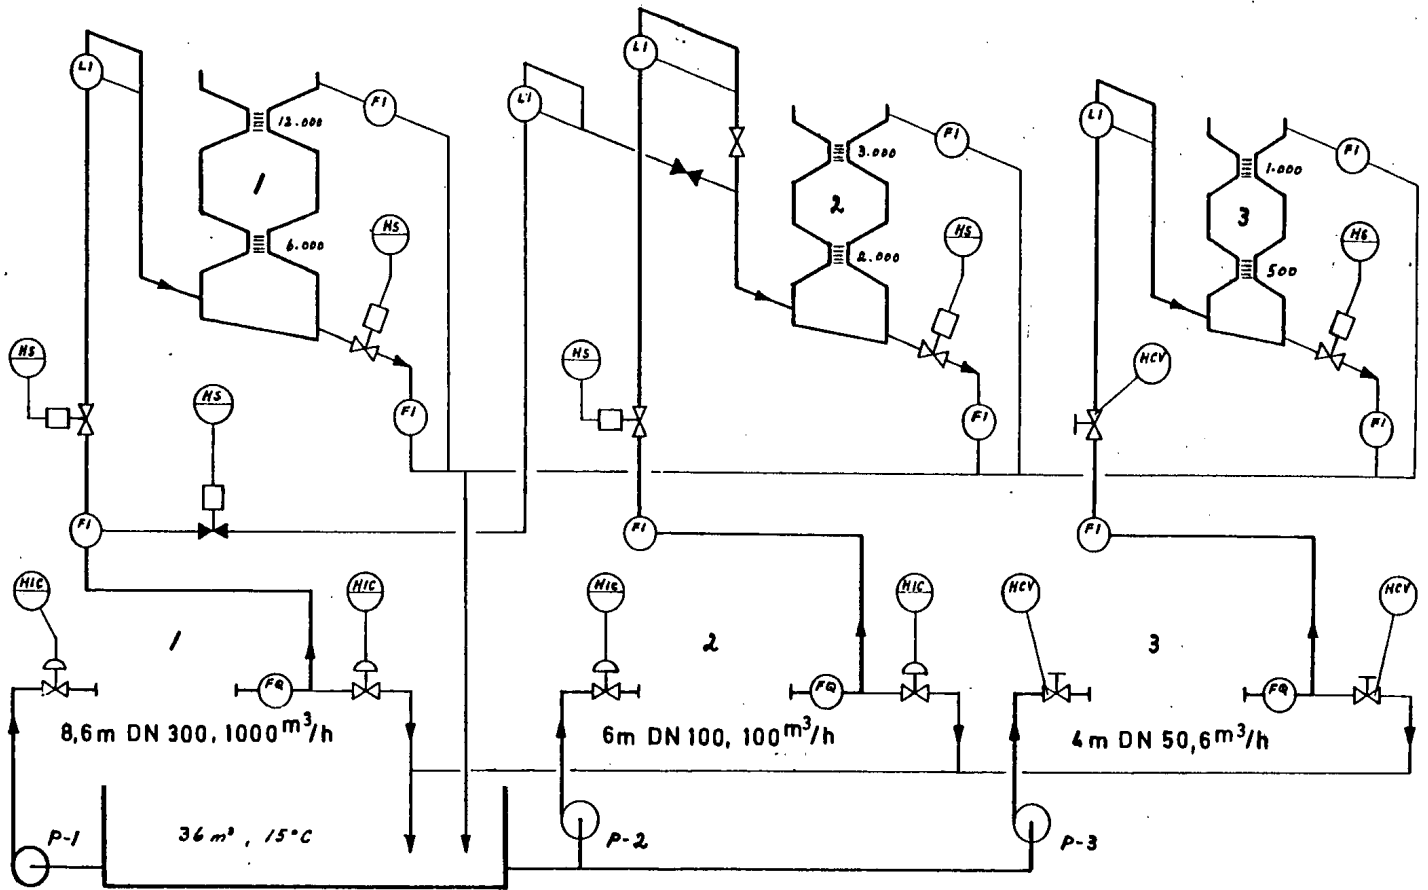 LI
LI
LI
LI
LI
FI
12.000
3.000
FI
1.000
FI
1
2
3
HS
HS
HS
6.000
2.000
500
HS
HS
HCV
HS
FI
FI
FI
FI
FI
FI
HIC
HIC
HIC
HIC
HCV
HCV
1
2
3
FQ
FQ
FQ
8,6m DN 300, 1000 m³/h
6m DN 100, 100 m³/h
4m DN 50, 6 m³/h
36 m³, 15°C
P-1
P-2
P-3